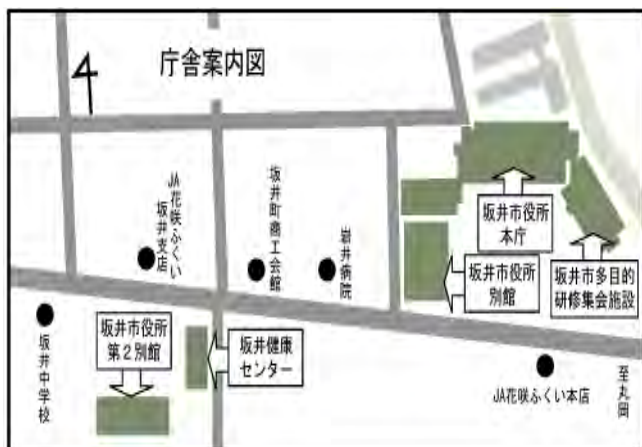 庁舎案内図
JA花咲ふくい
坂井支店
坂井町商工会館
岩井病院
坂井市役所
本庁
坂井市役所
別館
坂井市多目的
研修集会施設
坂井中学校
坂井市役所
第2別館
坂井健康
センター
JA花咲ふくい本店
至丸岡